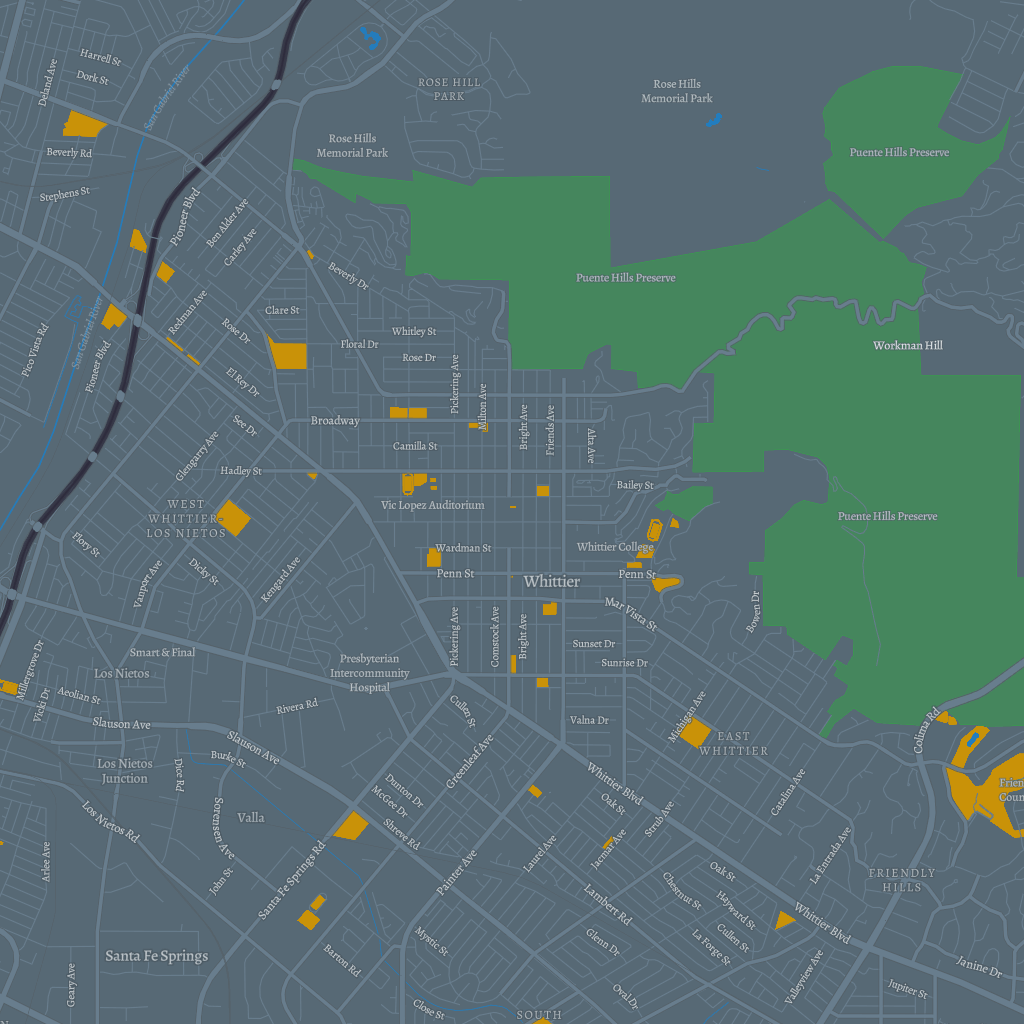 Harrell St
Dork St
Deland Ave
San Gabriel River
ROSE HILL
PARK
Rose Hills
Memorial Park
Rose Hills
Memorial Park
Puente Hills Preserve
Beverly Rd
Stephens St
Pioneer Blvd
Ben Alder Ave
Carley Ave
Beverly Dr
Puente Hills Preserve
Redman Ave
Clare St
Rose Dr
Whitley St
Floral Dr
Rose Dr
Workman Hill
Pico Vista Rd
San Gabriel River
Pioneer Blvd
El Rey Dr
Pickering Ave
Milton Ave
Bright Ave
Friends Ave
Alta Ave
Broadway
See Dr
Camilla St
Glengarry Ave
Hadley St
Bailey St
Vic Lopez Auditorium
WEST
WHITTIER-
LOS NIETOS
Puente Hills Preserve
Flory St
Wardman St
Whittier College
Dicky St
Vanport Ave
Kengard Ave
Penn St
Penn St
Whittier
Mar Vista St
Bowen Dr
Pickering Ave
Comstock Ave
Bright Ave
Sunset Dr
Sunrise Dr
Smart & Final
Presbyterian
Intercommunity
Hospital
Los Nietos
Millergrove Dr
Vicki Dr
Aeolian St
Rivera Rd
Cullen St
Michigan Ave
Valna Dr
EAST
WHITTIER
Colima Rd
Slauson Ave
Slauson Ave
Burke St
Greenleaf Ave
Whittier Blvd
Los Nietos
Junction
Dice Rd
Dunton Dr
McGee Dr
Oak St
Strub Ave
Catalina Ave
Frien
Coun
Los Nietos Rd
Sorensen Ave
Valla
Shreve Rd
Jacmar Ave
Laurel Ave
La Entrada Ave
Arlee Ave
John St
Santa Fe Springs Rd
Painter Ave
Oak St
Chesnut St
Lambert Rd
Hayward St
FRIENDLY
HILLS
Whittier Blvd
Cullen St
La Forge St
Glenn Dr
Mystic St
Santa Fe Springs
Barton Rd
Geary Ave
Valleyview Ave
Janine Dr
Jupiter St
Oval Dr
Close St
SOUTH